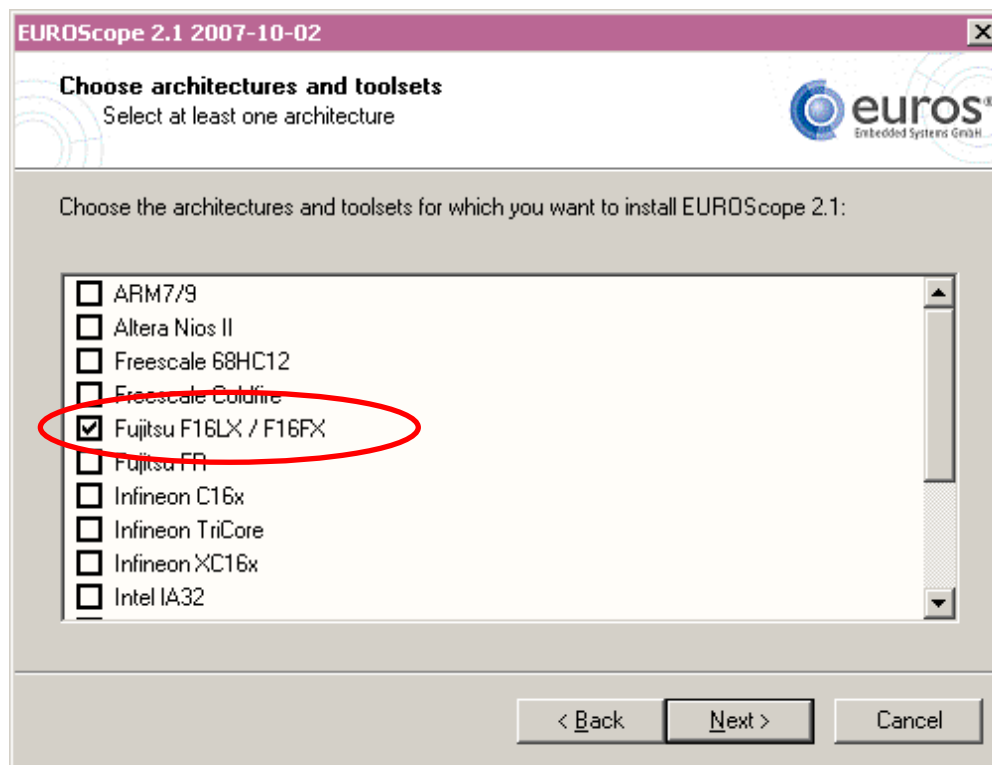 EUROScope 2.1 2007-10-02
Choose architectures and toolsets
Select at least one architecture
euros®
Embedded Systems GmbH
Choose the architectures and toolsets for which you want to install EUROScope 2.1:
ARM7/9
Altera Nios II
Freescale 68HC12
Freescale Coldfire
Fujitsu F16LX / F16FX
Fujitsu FR
Infineon C16x
Infineon TriCore
Infineon XC16x
Intel IA32
< Back
Next >
Cancel